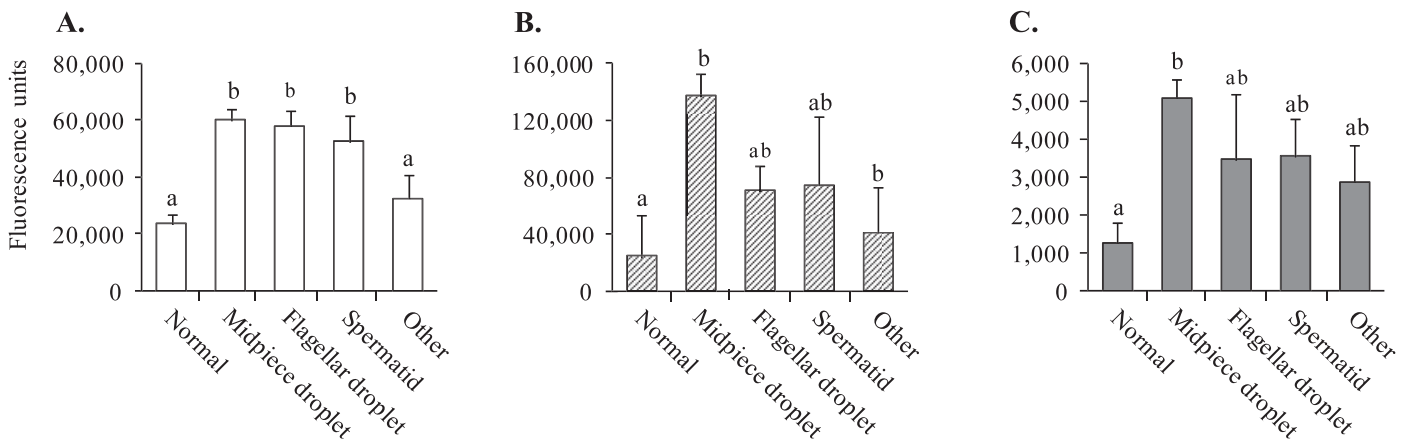 A.
Fluorescence units
80,000
60,000
40,000
20,000
0
a
b
b
b
a
Normal
Midpiece droplet
Flagellar droplet
Spermatid
Other
B.
160,000
120,000
80,000
40,000
0
a
b
ab
ab
b
Normal
Midpiece droplet
Flagellar droplet
Spermatid
Other
C.
6,000
5,000
4,000
3,000
2,000
1,000
0
a
b
ab
ab
ab
Normal
Midpiece droplet
Flagellar droplet
Spermatid
Other